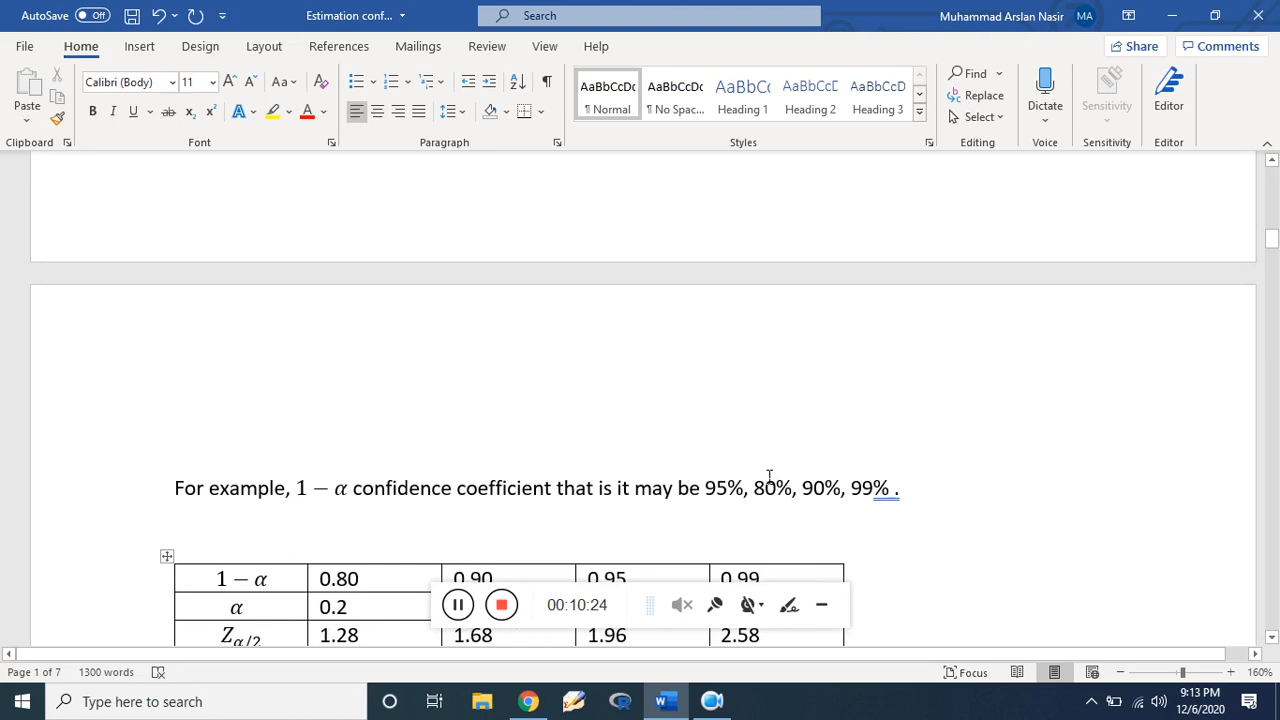 AutoSave Off Estimation conf... Search Muhammad Arslan Nasir MA
File Home Insert Design Layout References Mailings Review View Help Share Comments
Paste Calibri (Body) 11 Aa AaBbCcDc AaBbCcDc AaBbCc AaBbCcD AaBbCcD Find Replace Select Dictate Sensitivity Editor
B I U ab x₂ x² A A ¶ Normal ¶ No Spac... Heading 1 Heading 2 Heading 3
Clipboard Font Paragraph Styles Editing Voice Sensitivity Editor
For example, 1 − α confidence coefficient that is it may be 95%, 80%, 90%, 99% .
1 − α 0.80 0.90 0.95 0.99
α 0.2
Zα/2 1.28 1.68 1.96 2.58
00:10:24
Page 1 of 7 1300 words Focus 160%
Type here to search 9:13 PM
12/6/2020